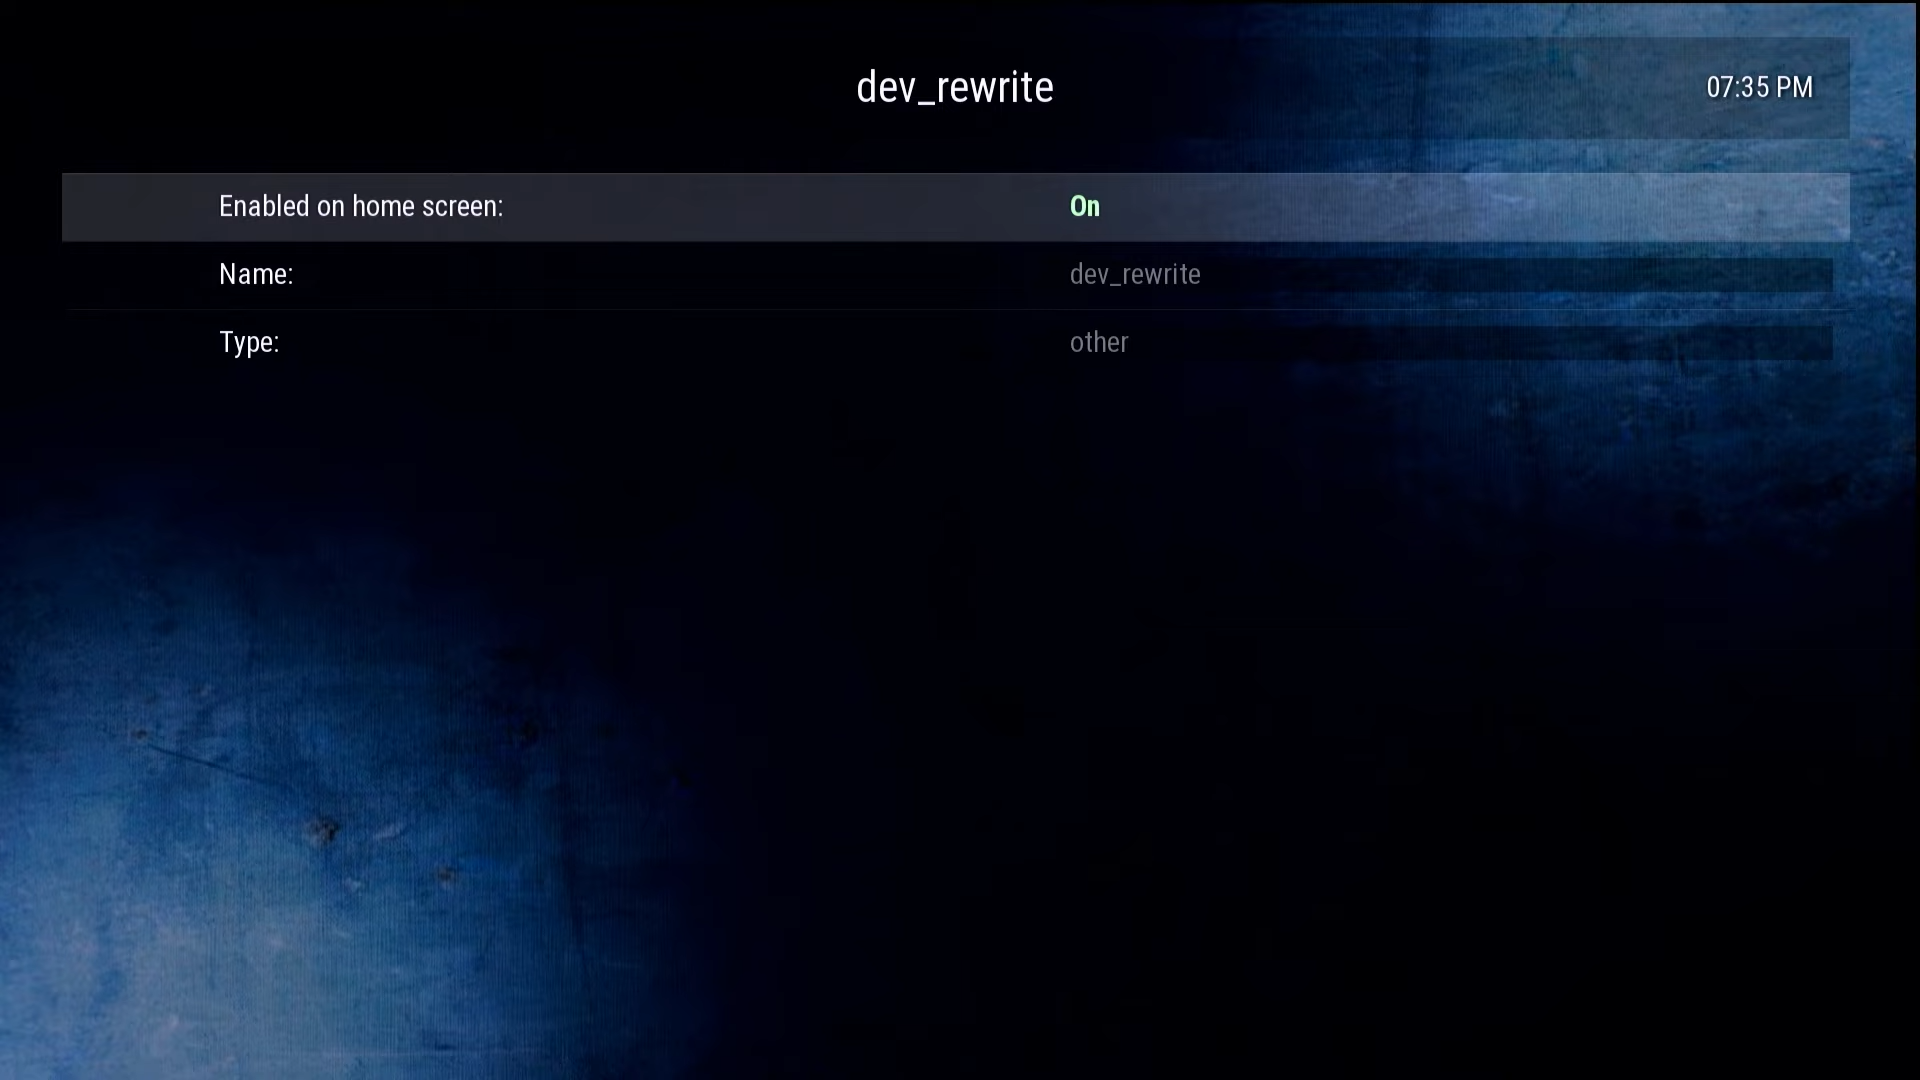 dev_rewrite
07:35 PM
Enabled on home screen: On
Name: dev_rewrite
Type: other